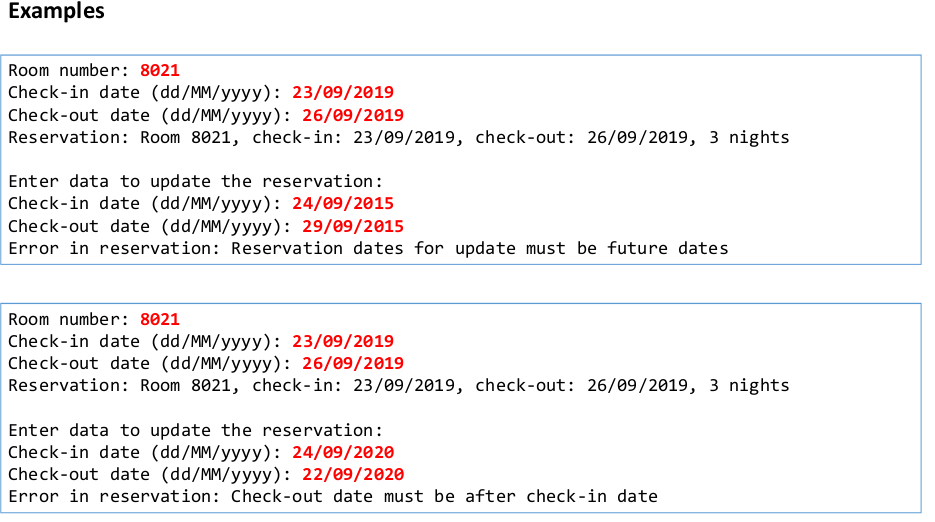 Examples
Room number: 8021
Check-in date (dd/MM/yyyy): 23/09/2019
Check-out date (dd/MM/yyyy): 26/09/2019
Reservation: Room 8021, check-in: 23/09/2019, check-out: 26/09/2019, 3 nights
Enter data to update the reservation:
Check-in date (dd/MM/yyyy): 24/09/2015
Check-out date (dd/MM/yyyy): 29/09/2015
Error in reservation: Reservation dates for update must be future dates
Room number: 8021
Check-in date (dd/MM/yyyy): 23/09/2019
Check-out date (dd/MM/yyyy): 26/09/2019
Reservation: Room 8021, check-in: 23/09/2019, check-out: 26/09/2019, 3 nights
Enter data to update the reservation:
Check-in date (dd/MM/yyyy): 24/09/2020
Check-out date (dd/MM/yyyy): 22/09/2020
Error in reservation: Check-out date must be after check-in date